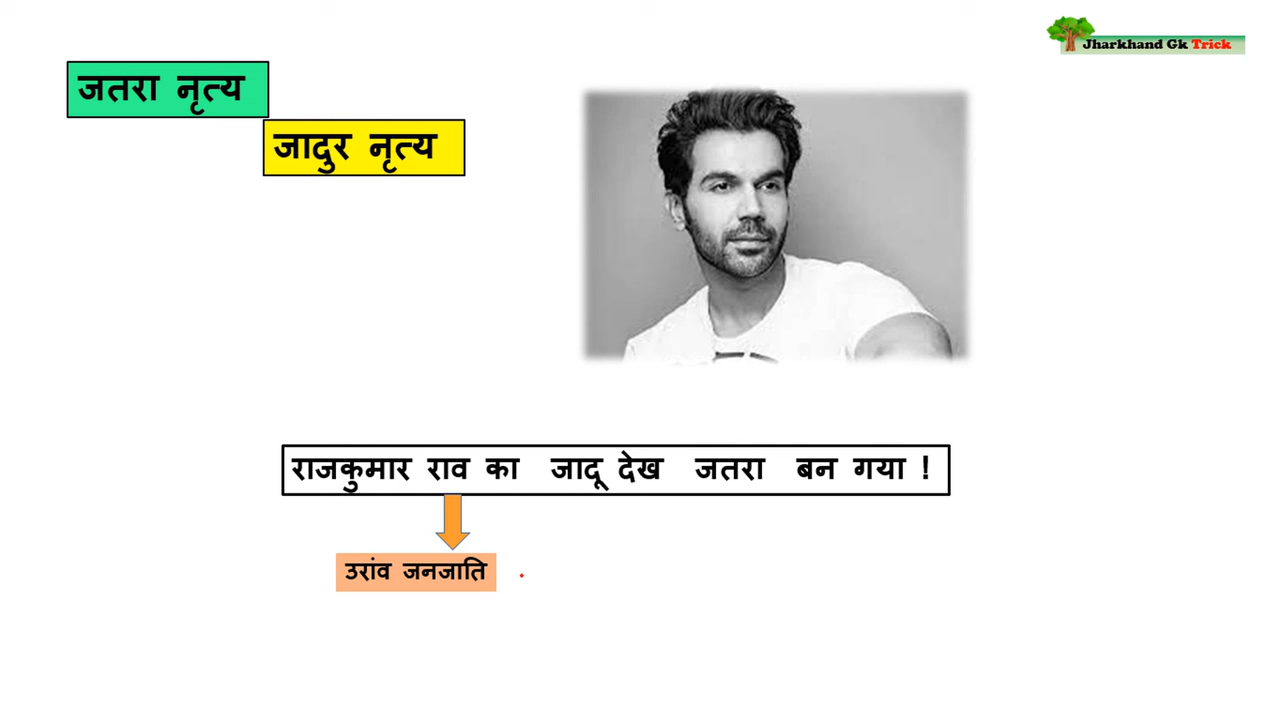 Jharkhand Gk Trick
जतरा नृत्य
जादुर नृत्य
राजकुमार राव का जादू देख जतरा बन गया !
उरांव जनजाति